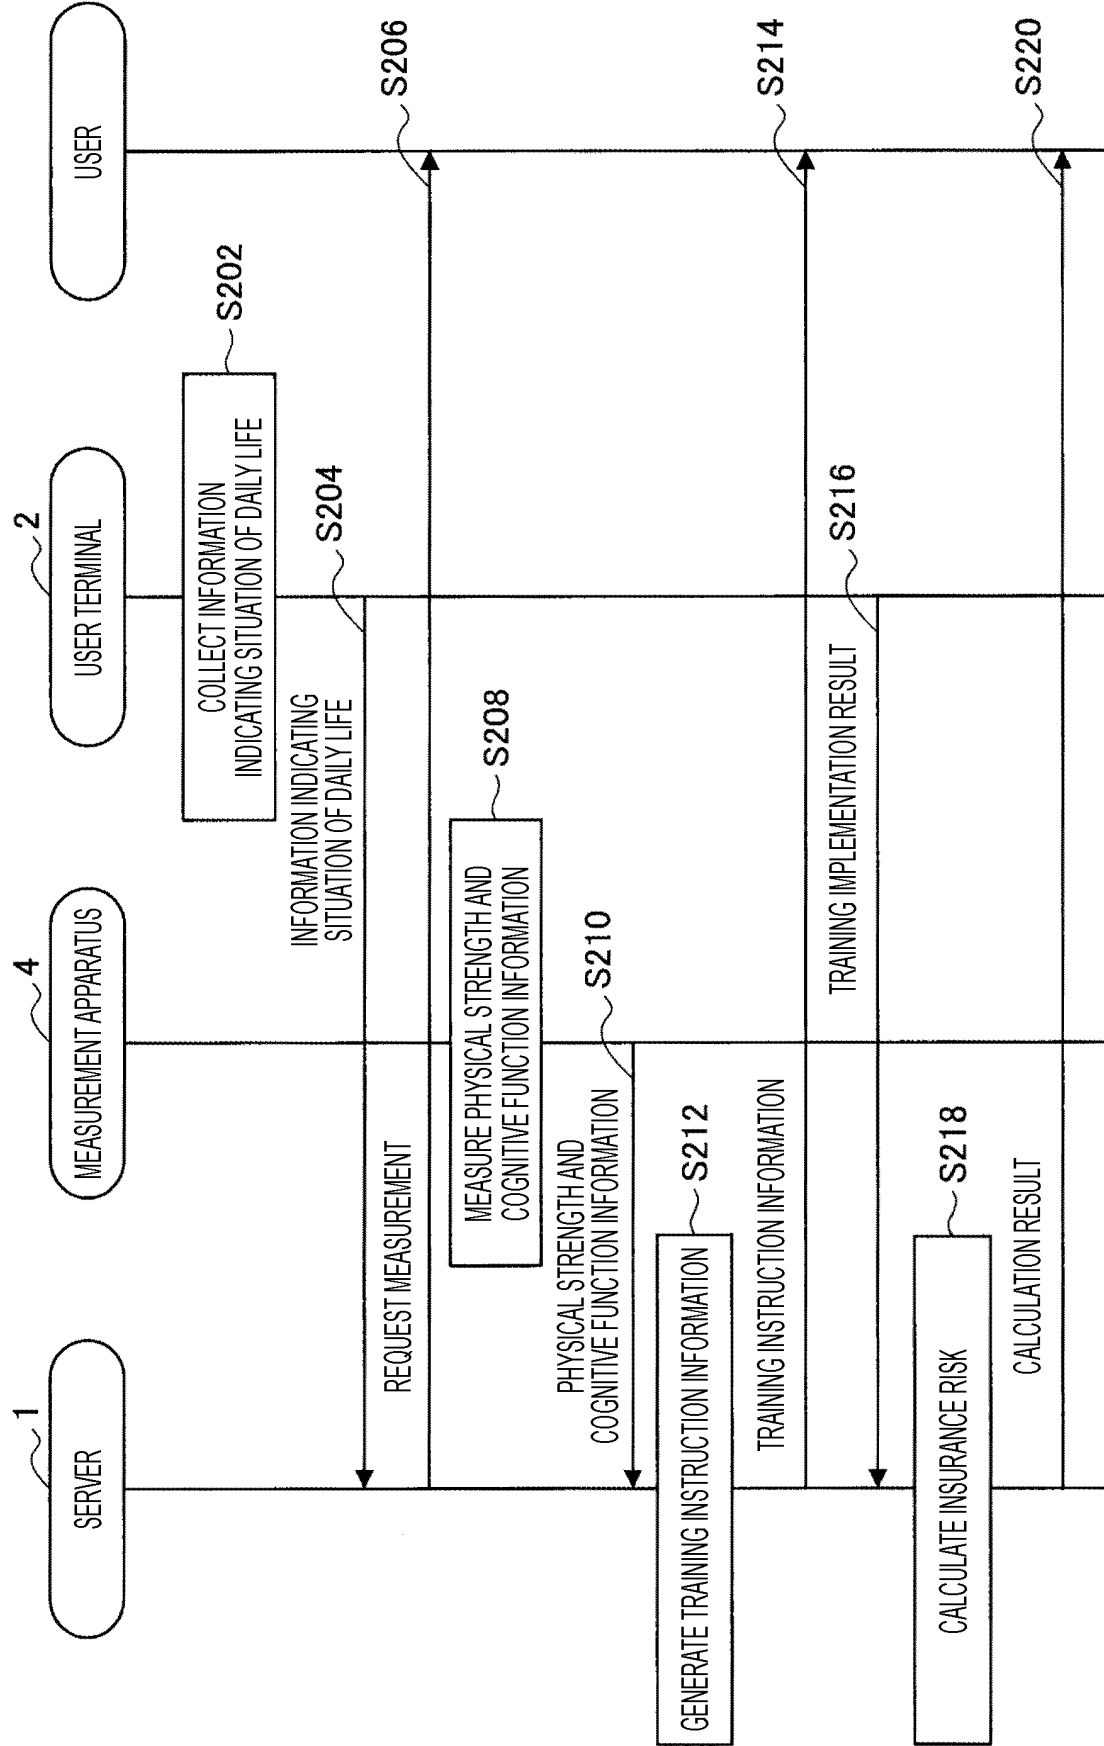 1
SERVER
4
MEASUREMENT APPARATUS
2
USER TERMINAL
USER
COLLECT INFORMATION
INDICATING SITUATION OF DAILY LIFE
S202
INFORMATION INDICATING
SITUATION OF DAILY LIFE
S204
REQUEST MEASUREMENT
S206
MEASURE PHYSICAL STRENGTH AND
COGNITIVE FUNCTION INFORMATION
S208
PHYSICAL STRENGTH AND
COGNITIVE FUNCTION INFORMATION
S210
GENERATE TRAINING INSTRUCTION INFORMATION
S212
TRAINING INSTRUCTION INFORMATION
S214
TRAINING IMPLEMENTATION RESULT
S216
CALCULATE INSURANCE RISK
S218
CALCULATION RESULT
S220